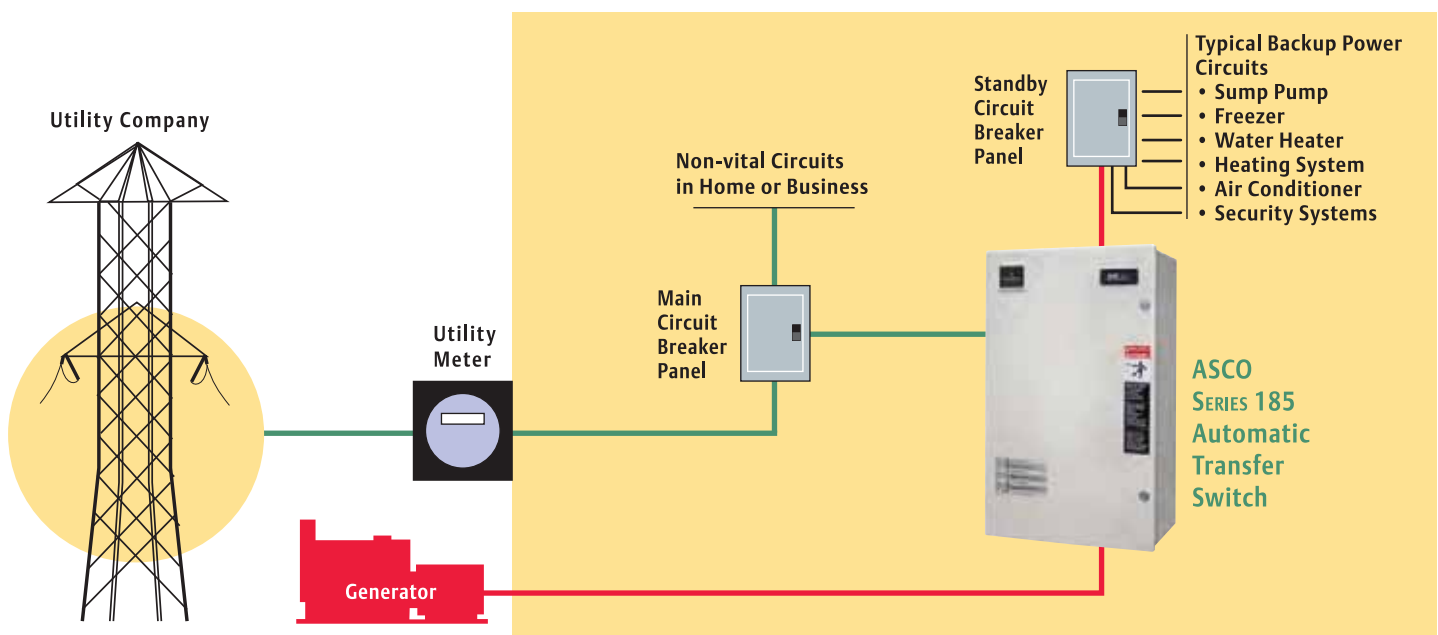 Utility Company
Utility
Meter
Generator
Non-vital Circuits
in Home or Business
Main
Circuit
Breaker
Panel
Standby
Circuit
Breaker
Panel
Typical Backup Power
Circuits
• Sump Pump
• Freezer
• Water Heater
• Heating System
• Air Conditioner
• Security Systems
ASCO
SERIES 185
Automatic
Transfer
Switch